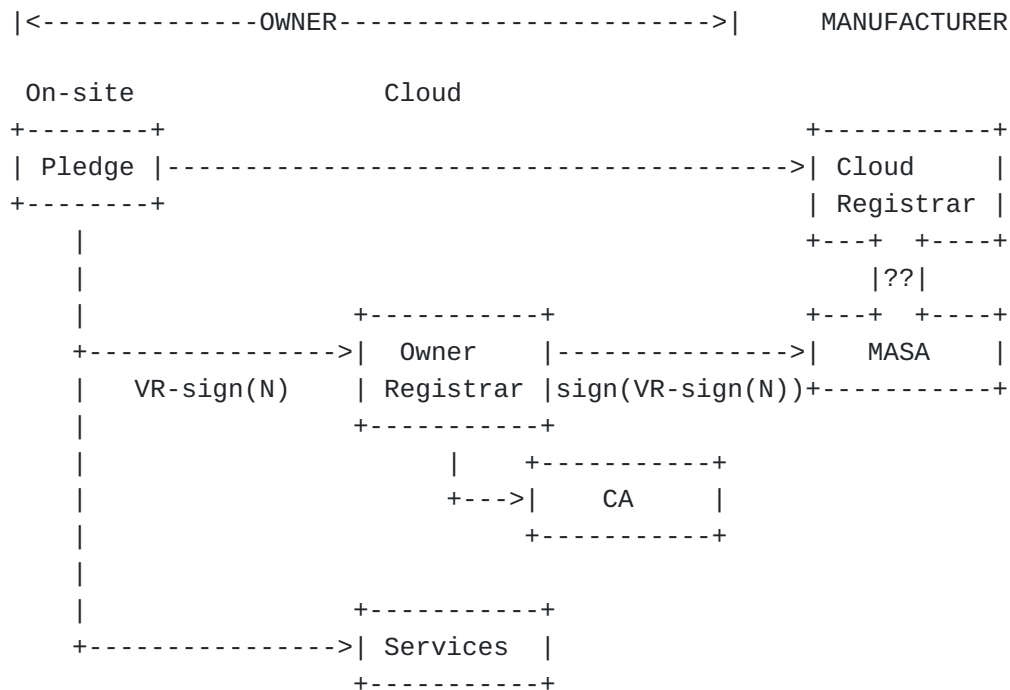 |<--------------OWNER------------------------>|     MANUFACTURER
On-site                Cloud
| Pledge |---------------------------------------->| Cloud     |
| Registrar |
|??|
+---------------->|  Owner    |--------------->|   MASA    |
|   VR-sign(N)    | Registrar |sign(VR-sign(N))+-----------+
+--->|    CA     |
+---------------->| Services  |